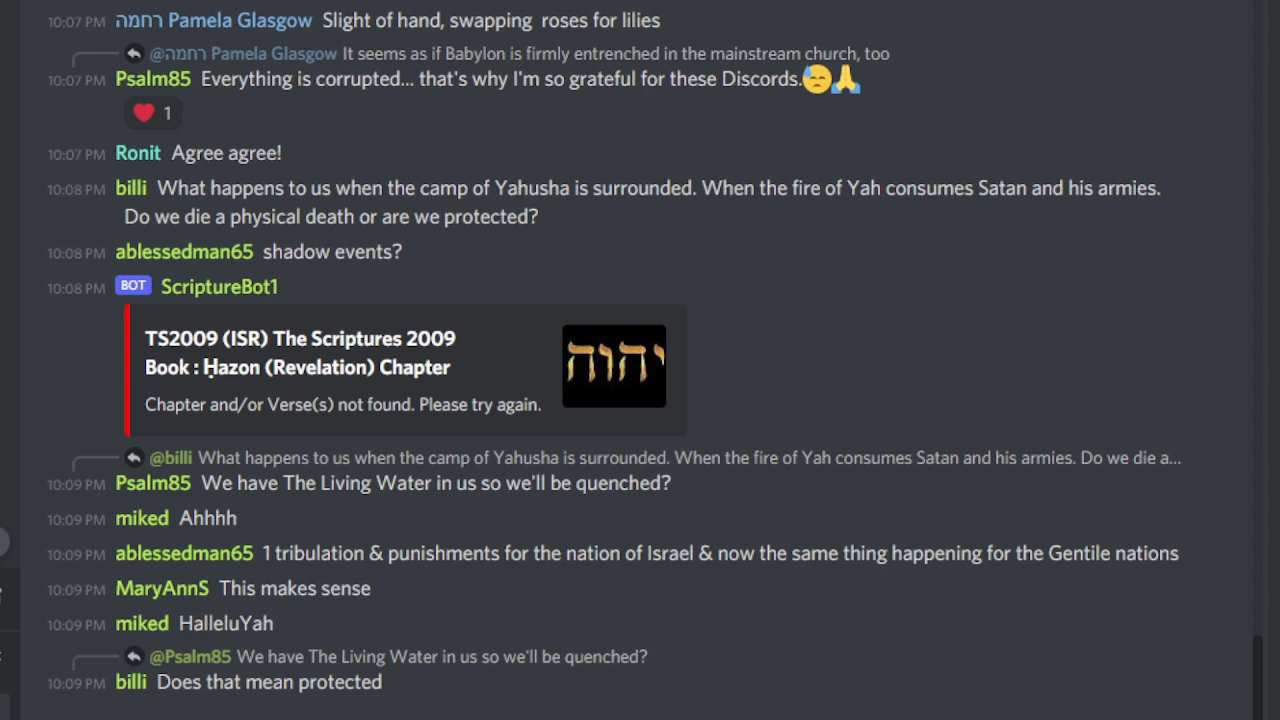 10:07 PM רחמה Pamela Glasgow Slight of hand, swapping roses for lilies
@רחמה Pamela Glasgow It seems as if Babylon is firmly entrenched in the mainstream church, too
10:07 PM Psalm85 Everything is corrupted... that's why I'm so grateful for these Discords.😓🙏
❤️ 1
10:07 PM Ronit Agree agree!
10:08 PM billi What happens to us when the camp of Yahusha is surrounded. When the fire of Yah consumes Satan and his armies.
Do we die a physical death or are we protected?
10:08 PM ablessedman65 shadow events?
10:08 PM BOT ScriptureBot1
TS2009 (ISR) The Scriptures 2009
Book : Ḥazon (Revelation) Chapter
יהוה
Chapter and/or Verse(s) not found. Please try again.
@billi What happens to us when the camp of Yahusha is surrounded. When the fire of Yah consumes Satan and his armies. Do we die a...
10:09 PM Psalm85 We have The Living Water in us so we'll be quenched?
10:09 PM miked Ahhhh
10:09 PM ablessedman65 1 tribulation & punishments for the nation of Israel & now the same thing happening for the Gentile nations
10:09 PM MaryAnnS This makes sense
10:09 PM miked HalleluYah
@Psalm85 We have The Living Water in us so we'll be quenched?
10:09 PM billi Does that mean protected